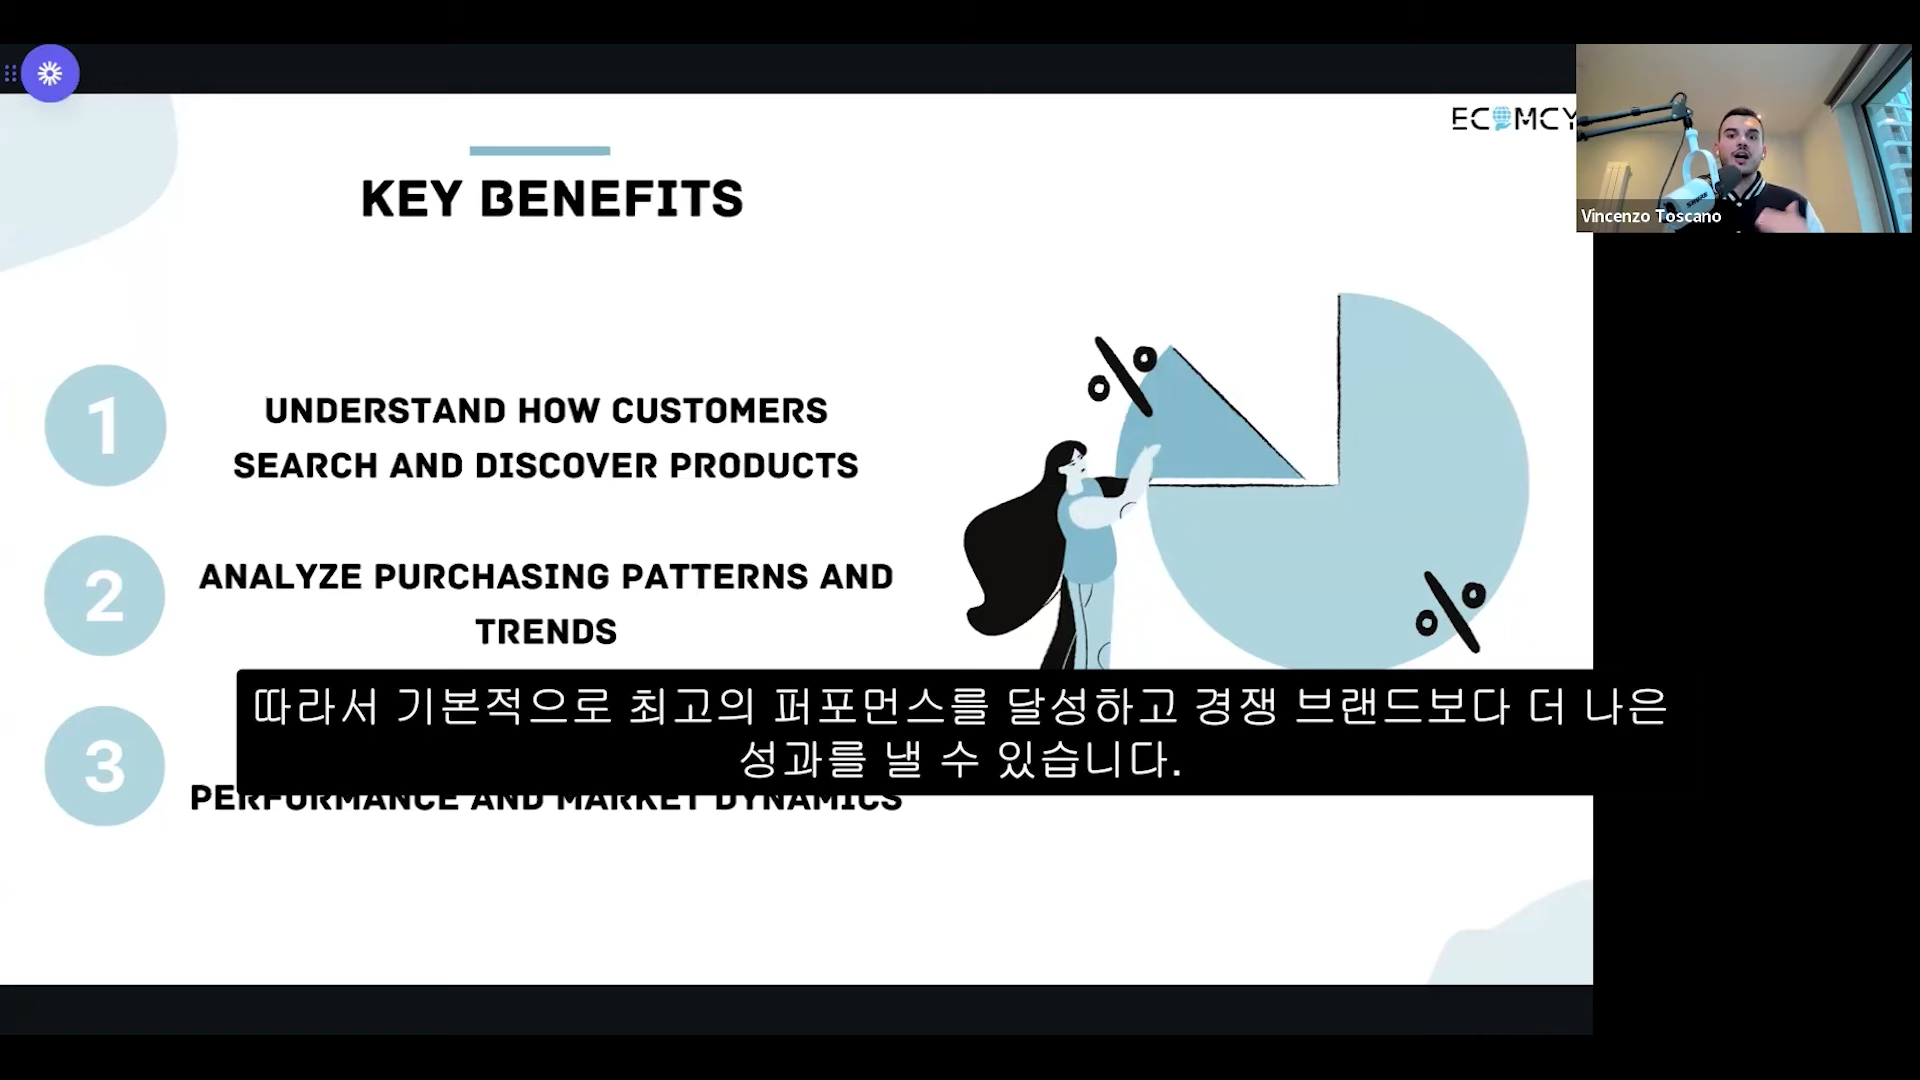 ECOMCY
KEY BENEFITS
Vincenzo Toscano
1
UNDERSTAND HOW CUSTOMERS
SEARCH AND DISCOVER PRODUCTS
%
2
ANALYZE PURCHASING PATTERNS AND
TRENDS
%
따라서 기본적으로 최고의 퍼포먼스를 달성하고 경쟁 브랜드보다 더 나은
성과를 낼 수 있습니다.
3
PERFORMANCE AND MARKET DYNAMICS